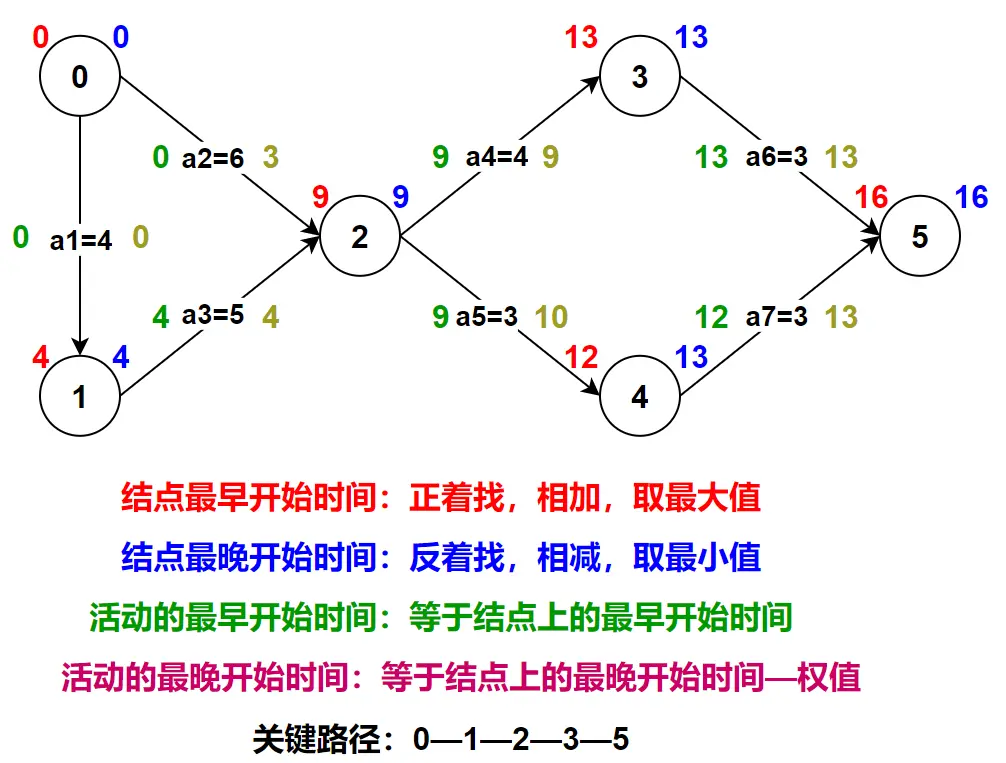 0 0 13 13
0 3
0 a2=6 3 9 a4=4 9 13 a6=3 13
9 9 16 16
0 a1=4 0 2 5
4 a3=5 4 9 a5=3 10 12 a7=3 13
4 4 12 13
1 4
结点最早开始时间：正着找，相加，取最大值
结点最晚开始时间：反着找，相减，取最小值
活动的最早开始时间：等于结点上的最早开始时间
活动的最晚开始时间：等于结点上的最晚开始时间—权值
关键路径：0—1—2—3—5